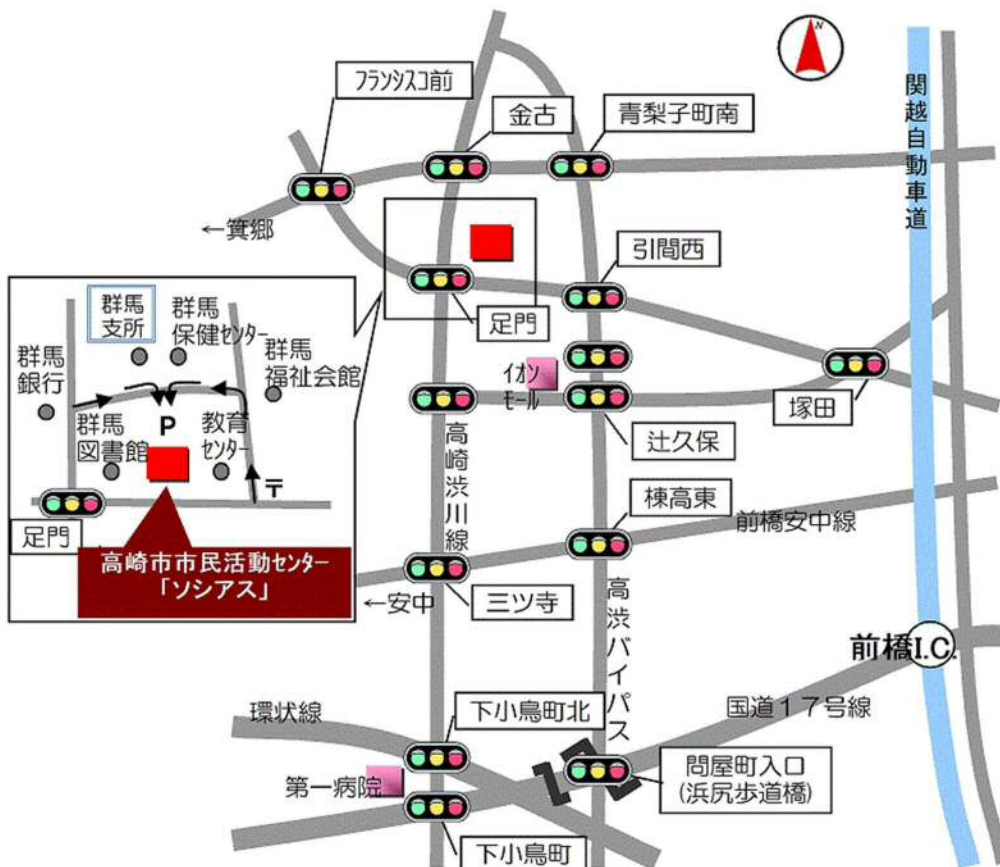 N
フランシスコ前
金古
青梨子町南
関越自動車道
←箕郷
引間西
足門
群馬
支所
群馬
保健センター
群馬
銀行
群馬
福祉会館
P
群馬
図書館
教育
センター
〒
足門
高崎市市民活動センター
「ソシアス」
イオン
モール
塚田
辻久保
高崎渋川線
棟高東
前橋安中線
←安中
三ツ寺
高渋バイパス
前橋I.C.
環状線
下小鳥町北
国道17号線
第一病院
問屋町入口
(浜尻歩道橋)
下小鳥町